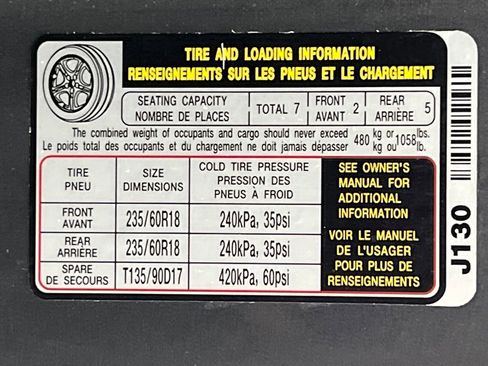 TIRE AND LOADING INFORMATION
RENSEIGNEMENTS SUR LES PNEUS ET LE CHARGEMENT
SEATING CAPACITY
NOMBRE DE PLACES
TOTAL 7
FRONT
AVANT
2
REAR
ARRIÈRE
5
The combined weight of occupants and cargo should never exceed
Le poids total des occupants et du chargement ne doit jamais dépasser
480 kg or 1058 lbs.
kg ou lb.
TIRE
PNEU
SIZE
DIMENSIONS
COLD TIRE PRESSURE
PRESSION DES
PNEUS À FROID
FRONT
AVANT
235/60R18
240kPa, 35psi
REAR
ARRIÈRE
235/60R18
240kPa, 35psi
SPARE
DE SECOURS
T135/90D17
420kPa, 60psi
SEE OWNER'S
MANUAL FOR
ADDITIONAL
INFORMATION
VOIR LE MANUEL
DE L'USAGER
POUR PLUS DE
RENSEIGNEMENTS
J130